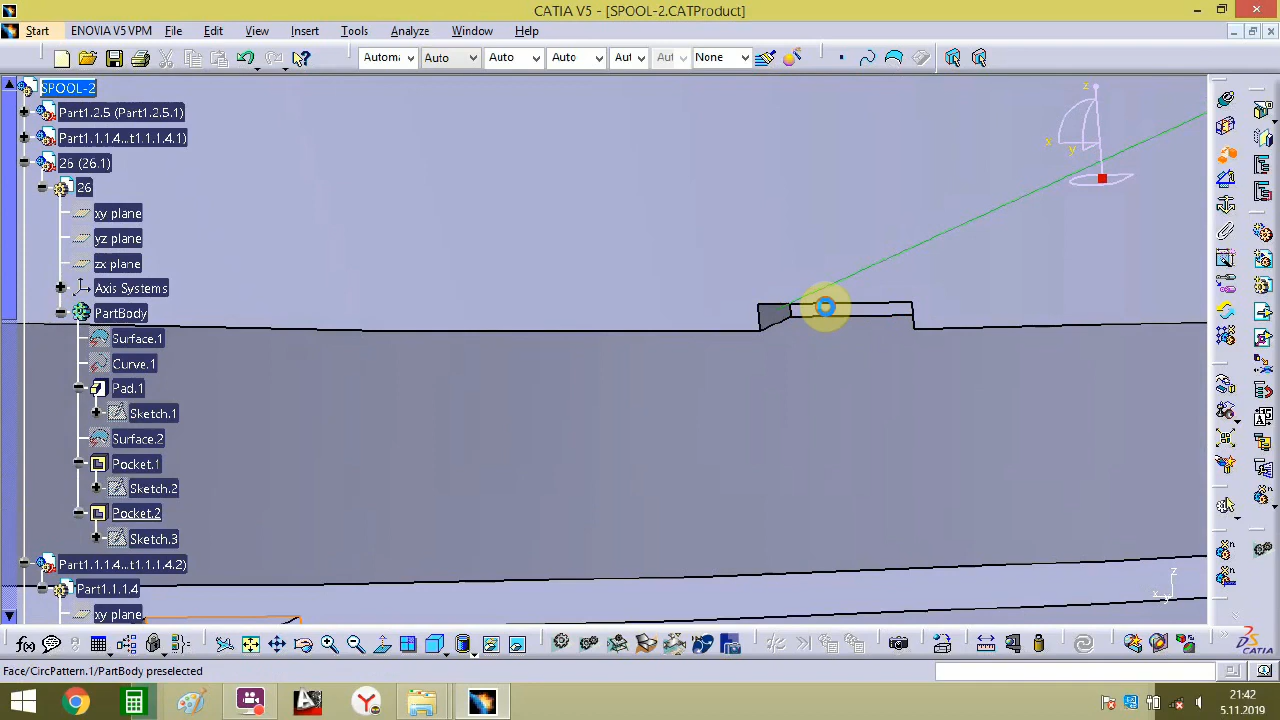 CATIA V5 - [SPOOL-2.CATProduct]
Start ENOVIA V5 VPM File Edit View Insert Tools Analyze Window Help
Automa Auto Auto Auto Aut Aut None
SPOOL-2
Part1.2.5 (Part1.2.5.1)
Part1.1.1.4...t1.1.1.4.1)
26 (26.1)
26
xy plane
yz plane
zx plane
Axis Systems
PartBody
Surface.1
Curve.1
Pad.1
Sketch.1
Surface.2
Pocket.1
Sketch.2
Pocket.2
Sketch.3
Part1.1.1.4...t1.1.1.4.2)
Part1.1.1.4
xy plane
z
x
y
z
x
y
CATIA
Face/CircPattern.1/PartBody preselected
21:42
5.11.2019